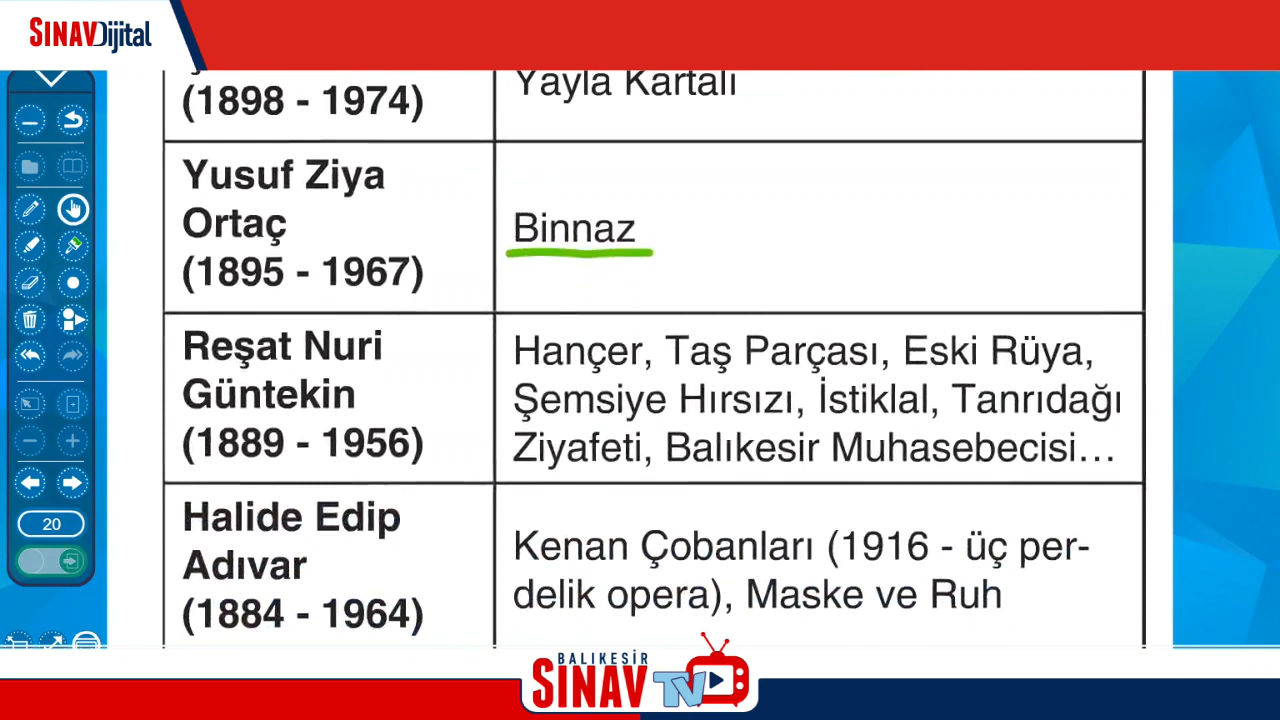 SINAVDijital
(1898 - 1974)
Yayla Kartalı
Yusuf Ziya
Ortaç
(1895 - 1967)
Binnaz
Reşat Nuri
Güntekin
(1889 - 1956)
Hançer, Taş Parçası, Eski Rüya,
Şemsiye Hırsızı, İstiklal, Tanrıdağı
Ziyafeti, Balıkesir Muhasebecisi…
Halide Edip
Adıvar
(1884 - 1964)
Kenan Çobanları (1916 - üç per-
delik opera), Maske ve Ruh
20
BALIKESİR
SINAV TV